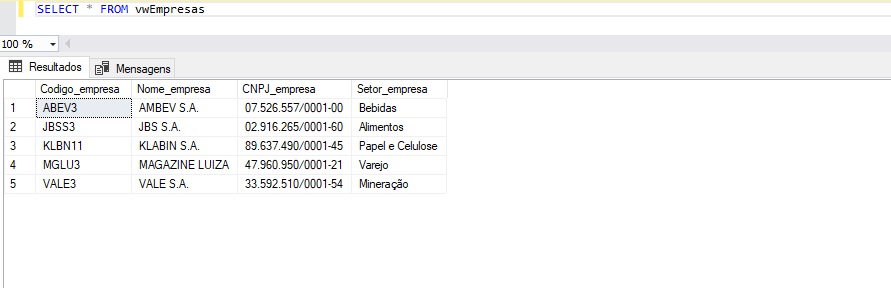 SELECT * FROM vwEmpresas
100 %
Resultados Mensagens
Codigo_empresa Nome_empresa CNPJ_empresa Setor_empresa
1 ABEV3 AMBEV S.A. 07.526.557/0001-00 Bebidas
2 JBSS3 JBS S.A. 02.916.265/0001-60 Alimentos
3 KLBN11 KLABIN S.A. 89.637.490/0001-45 Papel e Celulose
4 MGLU3 MAGAZINE LUIZA 47.960.950/0001-21 Varejo
5 VALE3 VALE S.A. 33.592.510/0001-54 Mineração